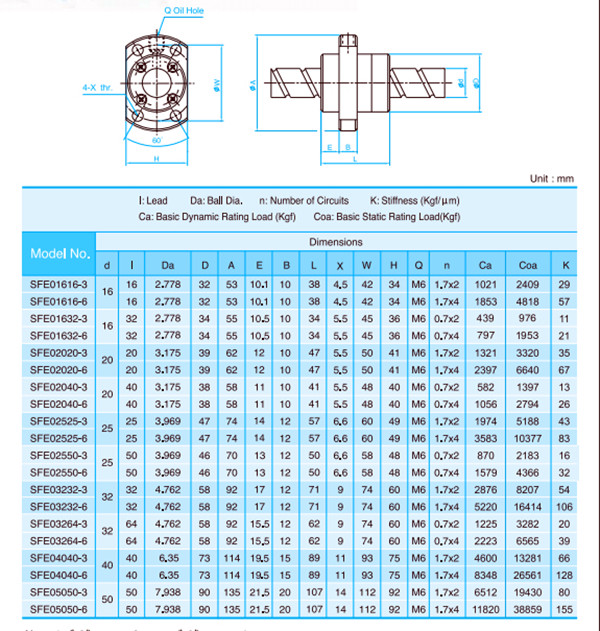 Q Oil Hole
4-X thr.
60
H
ΦW
ΦA
E
B
L
Φd
ΦD
Unit : mm
I: Lead Da: Ball Dia. n: Number of Circuits K: Stiffness (Kgf/μm)
Ca: Basic Dynamic Rating Load (Kgf) Coa: Basic Static Rating Load(Kgf)
Model No. Dimensions
d I Da D A E B L X W H Q n Ca Coa K
SFE01616-3 16 16 2.778 32 53 10.1 10 38 4.5 42 34 M6 1.7x2 1021 2409 29
SFE01616-6 16 2.778 32 53 10.1 10 38 4.5 42 34 M6 1.7x4 1853 4818 57
SFE01632-3 16 32 2.778 34 55 10.5 10 34 5.5 45 36 M6 0.7x2 439 976 11
SFE01632-6 32 2.778 34 55 10.5 10 34 5.5 45 36 M6 0.7x4 797 1953 21
SFE02020-3 20 20 3.175 39 62 12 10 47 5.5 50 41 M6 1.7x2 1321 3320 35
SFE02020-6 20 3.175 39 62 12 10 47 5.5 50 41 M6 1.7x4 2397 6640 67
SFE02040-3 20 40 3.175 38 58 11 10 41 5.5 48 40 M6 0.7x2 582 1397 13
SFE02040-6 40 3.175 38 58 11 10 41 5.5 48 40 M6 0.7x4 1056 2794 26
SFE02525-3 25 25 3.969 47 74 14 12 57 6.6 60 49 M6 1.7x2 1974 5188 43
SFE02525-6 25 3.969 47 74 14 12 57 6.6 60 49 M6 1.7x4 3583 10377 83
SFE02550-3 25 50 3.969 46 70 13 12 50 6.6 58 48 M6 0.7x2 870 2183 16
SFE02550-6 50 3.969 46 70 13 12 50 6.6 58 48 M6 0.7x4 1579 4366 32
SFE03232-3 32 32 4.762 58 92 17 12 71 9 74 60 M6 1.7x2 2876 8207 54
SFE03232-6 32 4.762 58 92 17 12 71 9 74 60 M6 1.7x4 5220 16414 106
SFE03264-3 32 64 4.762 58 92 15.5 12 62 9 74 60 M6 0.7x2 1225 3282 20
SFE03264-6 64 4.762 58 92 15.5 12 62 9 74 60 M6 0.7x4 2223 6565 39
SFE04040-3 40 40 6.35 73 114 19.5 15 89 11 93 75 M6 1.7x2 4600 13281 66
SFE04040-6 40 6.35 73 114 19.5 15 89 11 93 75 M6 1.7x4 8348 26561 128
SFE05050-3 50 50 7.938 90 135 21.5 20 107 14 112 92 M6 1.7x2 6512 19430 80
SFE05050-6 50 7.938 90 135 21.5 20 107 14 112 92 M6 1.7x4 11820 38859 155